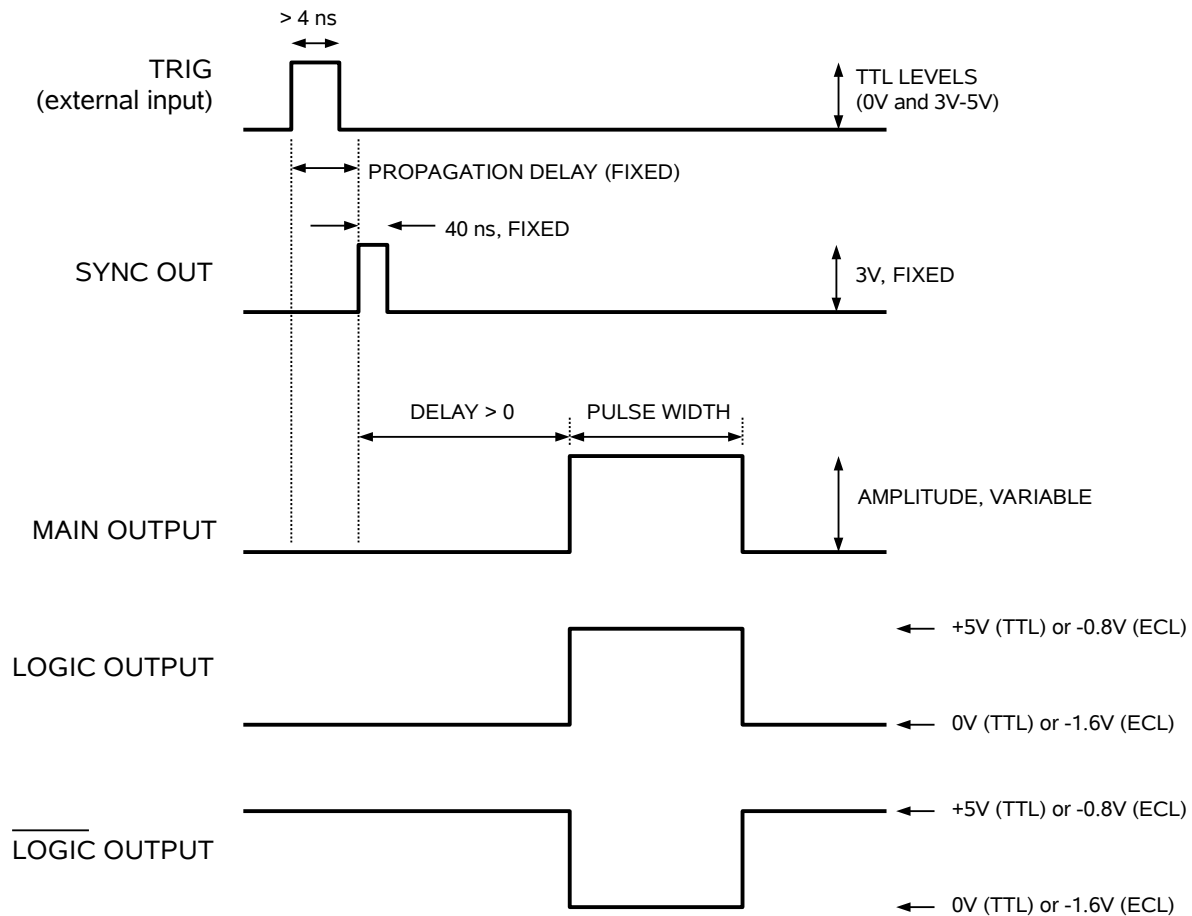 > 4 ns
TRIG
(external input)
TTL LEVELS
(0V and 3V-5V)
PROPAGATION DELAY (FIXED)
40 ns, FIXED
SYNC OUT
3V, FIXED
DELAY > 0
PULSE WIDTH
AMPLITUDE, VARIABLE
MAIN OUTPUT
+5V (TTL) or -0.8V (ECL)
LOGIC OUTPUT
0V (TTL) or -1.6V (ECL)
+5V (TTL) or -0.8V (ECL)
LOGIC OUTPUT
0V (TTL) or -1.6V (ECL)